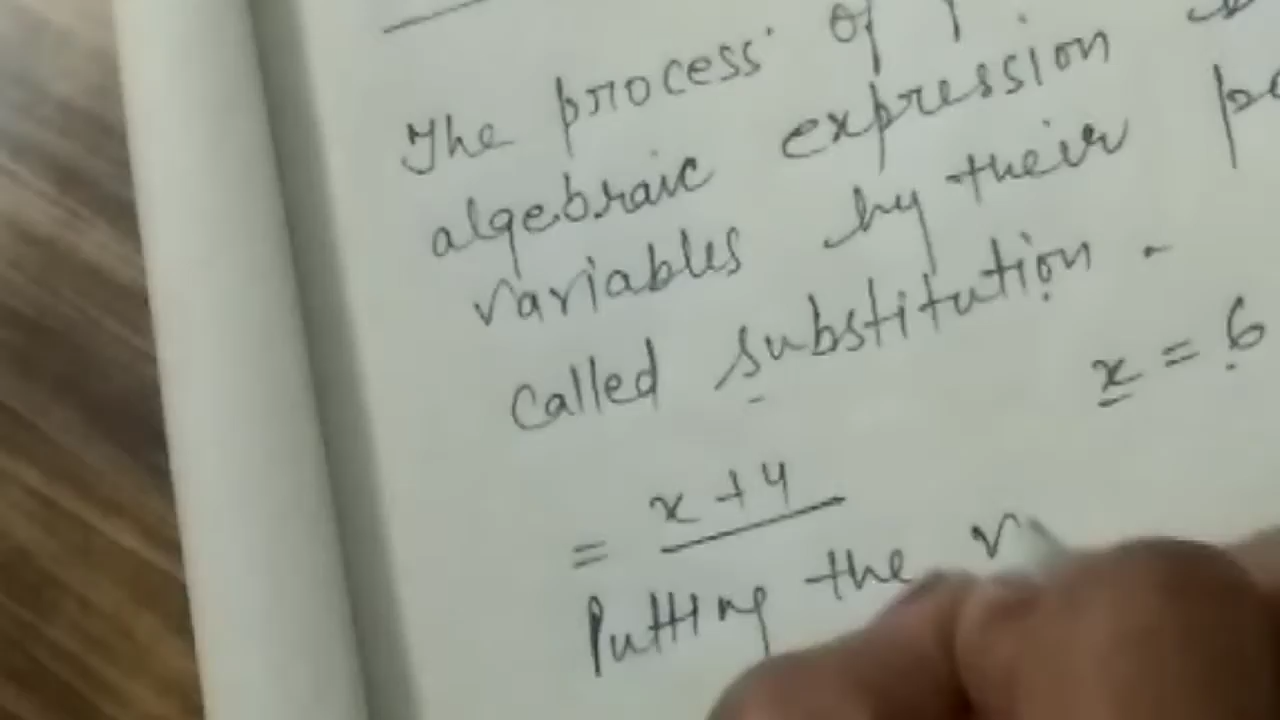 The process of
algebraic expression
variables by their
called substitution.
x = 6
= x + 4
Putting the